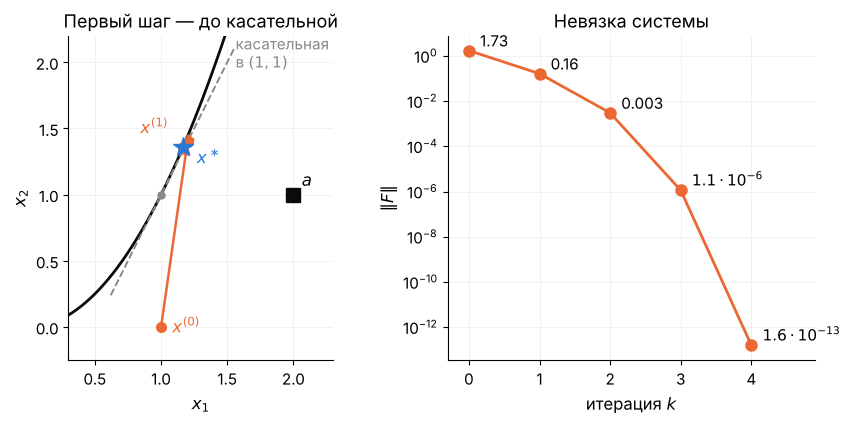 Первый шаг — до касательной
касательная
в (1, 1)
x⁽¹⁾
x*
a
x⁽⁰⁾
2.0
1.5
1.0
0.5
0.0
x₂
0.5
1.0
1.5
2.0
x₁
Невязка системы
1.73
0.16
0.003
1.1 · 10⁻⁶
1.6 · 10⁻¹³
10⁰
10⁻²
10⁻⁴
10⁻⁶
10⁻⁸
10⁻¹⁰
10⁻¹²
‖F‖
0
1
2
3
4
итерация k